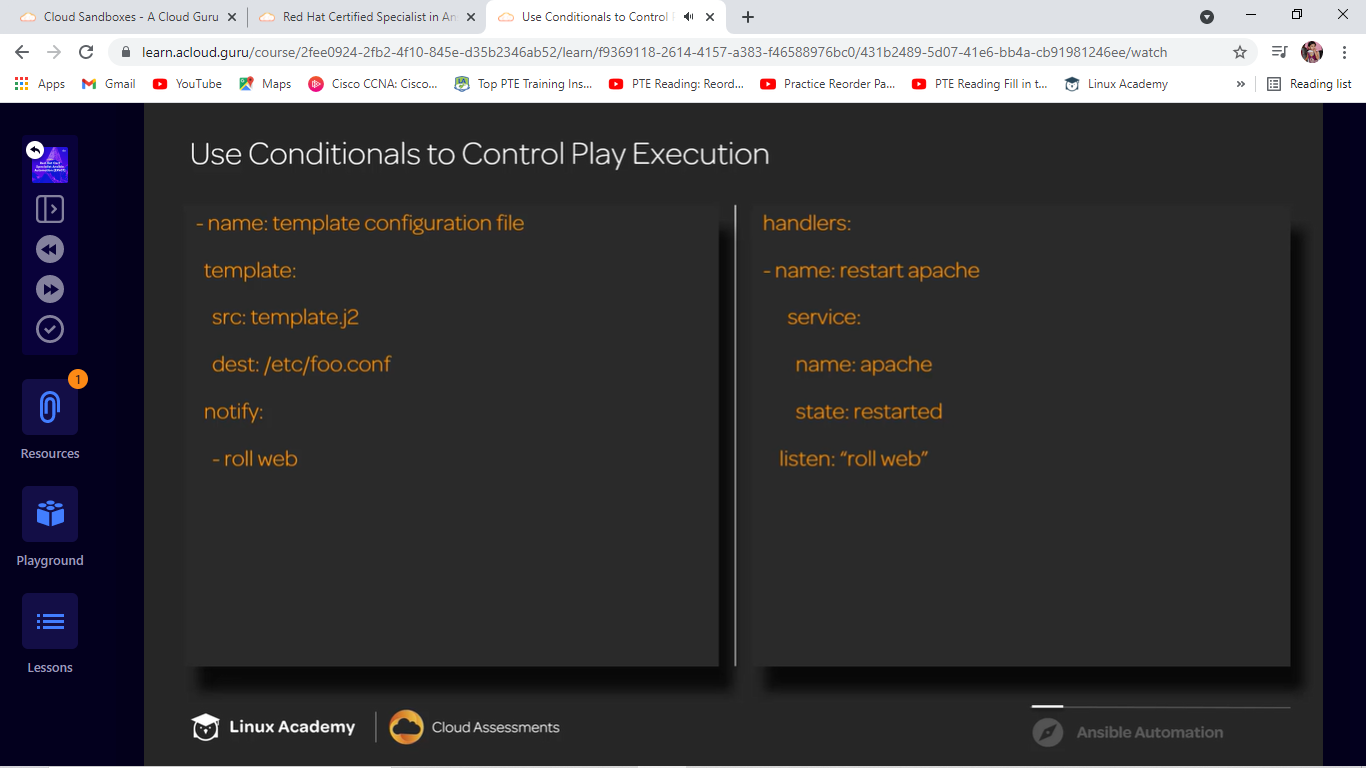 Cloud Sandboxes - A Cloud Guru
Red Hat Certified Specialist in An
Use Conditionals to Control
learn.acloud.guru/course/2fee0924-2fb2-4f10-845e-d35b2346ab52/learn/f9369118-2614-4157-a383-f46588976bc0/431b2489-5d07-41e6-bb4a-cb91981246ee/watch
Apps
Gmail
YouTube
Maps
Cisco CCNA: Cisco...
Top PTE Training Ins...
PTE Reading: Reord...
Practice Reorder Pa...
PTE Reading Fill in t...
Linux Academy
»
Reading list
1
Resources
Playground
Lessons
Use Conditionals to Control Play Execution
- name: template configuration file
template:
src: template.j2
dest: /etc/foo.conf
notify:
- roll web
handlers:
- name: restart apache
service:
name: apache
state: restarted
listen: “roll web”
Linux Academy
Cloud Assessments
Ansible Automation